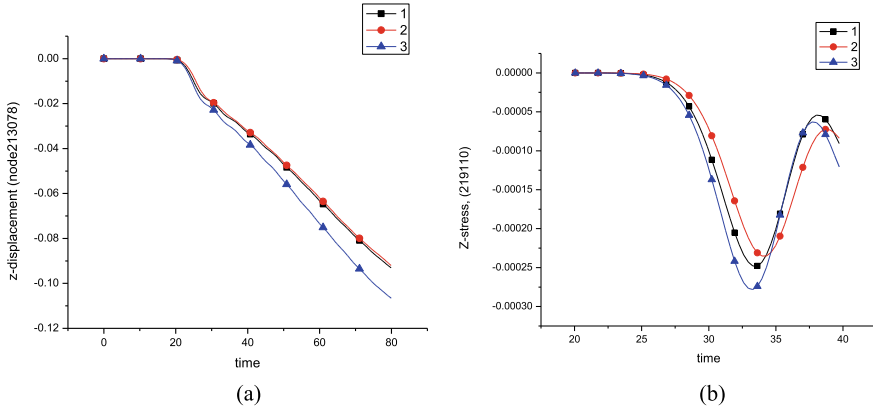 1
2
3
0.00
-0.02
-0.04
-0.06
-0.08
-0.10
-0.12
z-displacement (node213078)
0 20 40 60 80
time
(a)
1
2
3
0.00000
-0.00005
-0.00010
-0.00015
-0.00020
-0.00025
-0.00030
Z-stress, (219110)
20 25 30 35 40
time
(b)